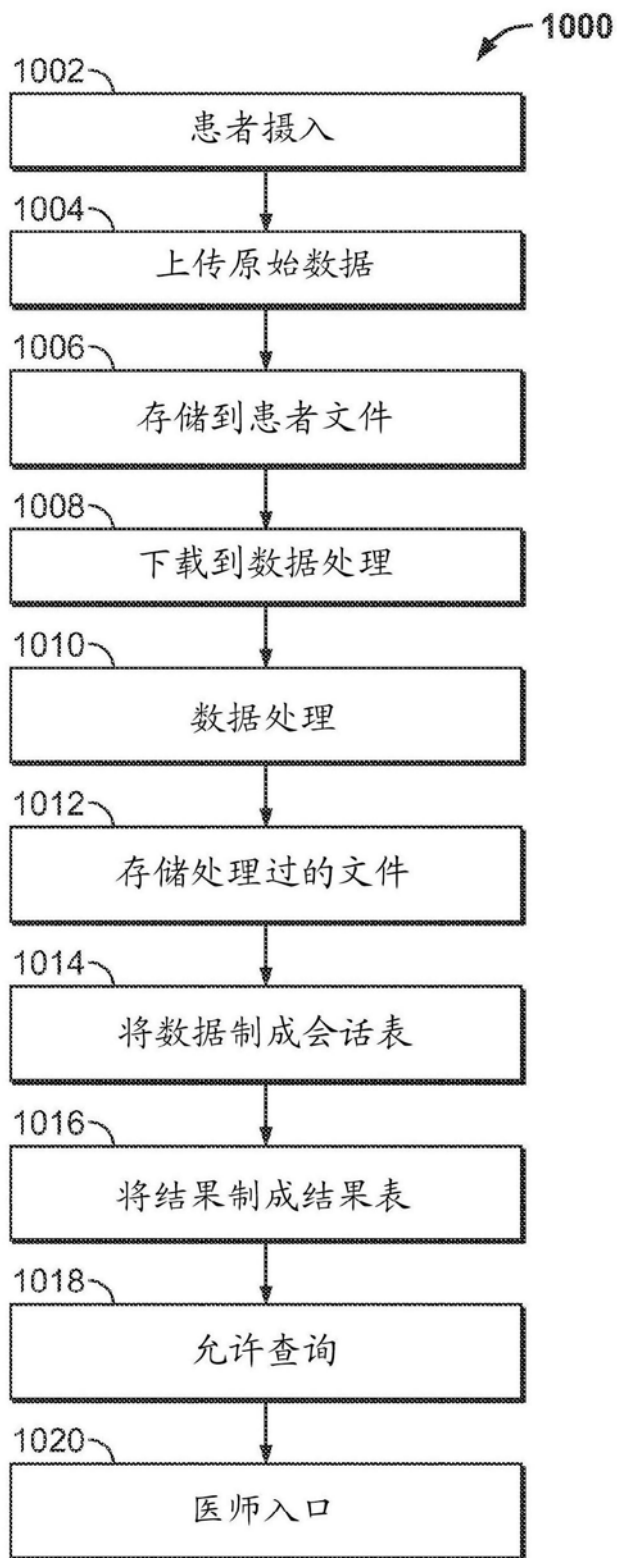 1000
1002
患者摄入
1004
上传原始数据
1006
存储到患者文件
1008
下载到数据处理
1010
数据处理
1012
存储处理过的文件
1014
将数据制成会话表
1016
将结果制成结果表
1018
允许查询
1020
医师入口